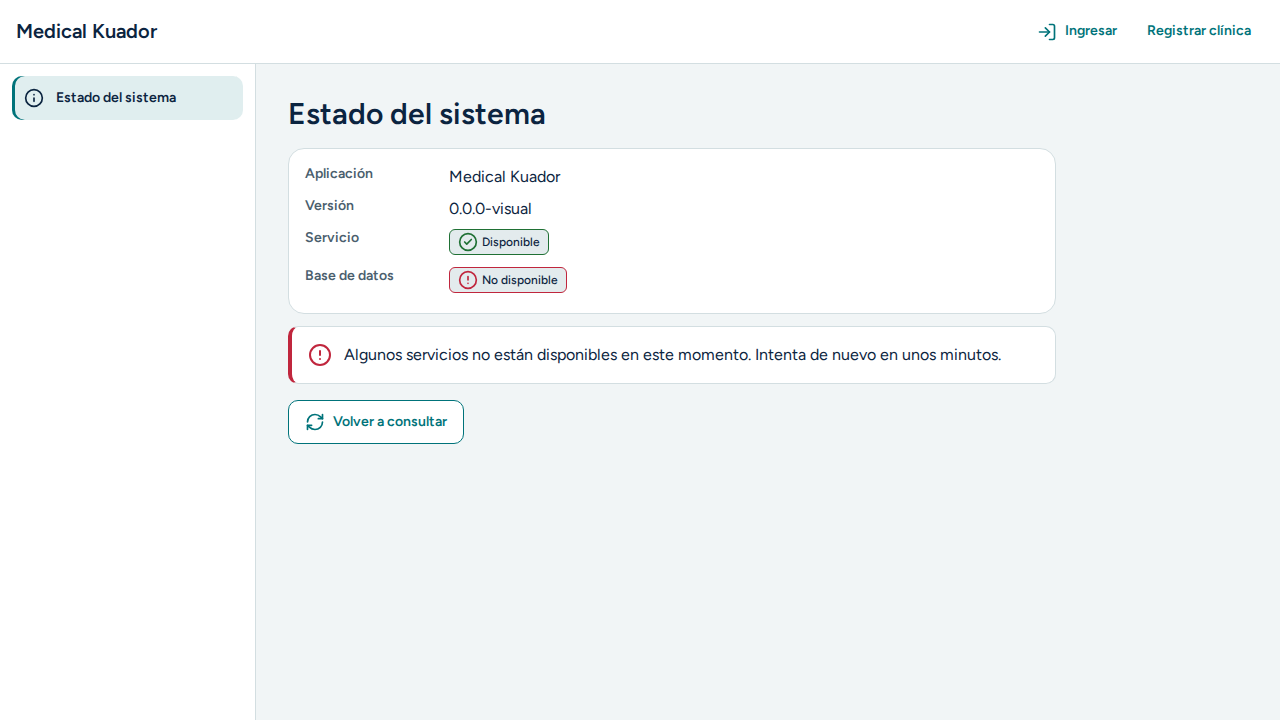 Medical Kuador
Ingresar
Registrar clínica
Estado del sistema
Estado del sistema
Aplicación
Medical Kuador
Versión
0.0.0-visual
Servicio
Disponible
Base de datos
No disponible
Algunos servicios no están disponibles en este momento. Intenta de nuevo en unos minutos.
Volver a consultar